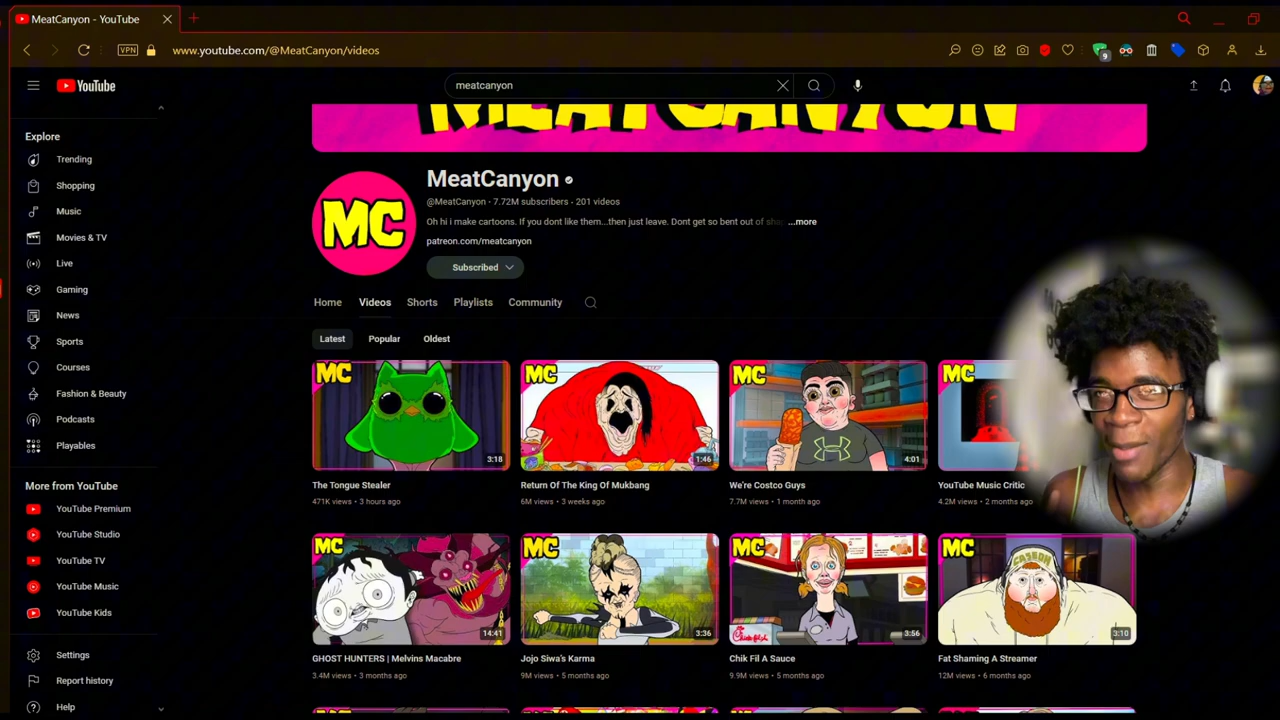 MeatCanyon - YouTube
VPN
www.youtube.com/@MeatCanyon/videos
9
YouTube
meatcanyon
MEATCANYON
Explore
Trending
Shopping
Music
Movies & TV
Live
Gaming
News
Sports
Courses
Fashion & Beauty
Podcasts
Playables
More from YouTube
YouTube Premium
YouTube Studio
YouTube TV
YouTube Music
YouTube Kids
Settings
Report history
Help
MC
MeatCanyon
@MeatCanyon · 7.72M subscribers · 201 videos
Oh hi i make cartoons. If you dont like them...then just leave. Dont get so bent out of ...more
patreon.com/meatcanyon
Subscribed
Home Videos Shorts Playlists Community
Latest Popular Oldest
MC MC MC MC
3:18 1:46 4:01
The Tongue Stealer Return Of The King Of Mukbang We're Costco Guys YouTube Music Critic
471K views · 3 hours ago 6M views · 3 weeks ago 7.7M views · 1 month ago 4.2M views · 2 months ago
MC MC MC MC
Chick-fil-A
14:41 3:36 3:56 3:10
GHOST HUNTERS | Melvins Macabre Jojo Siwa's Karma Chik Fil A Sauce Fat Shaming A Streamer
3.4M views · 3 months ago 9M views · 5 months ago 9.9M views · 5 months ago 12M views · 6 months ago